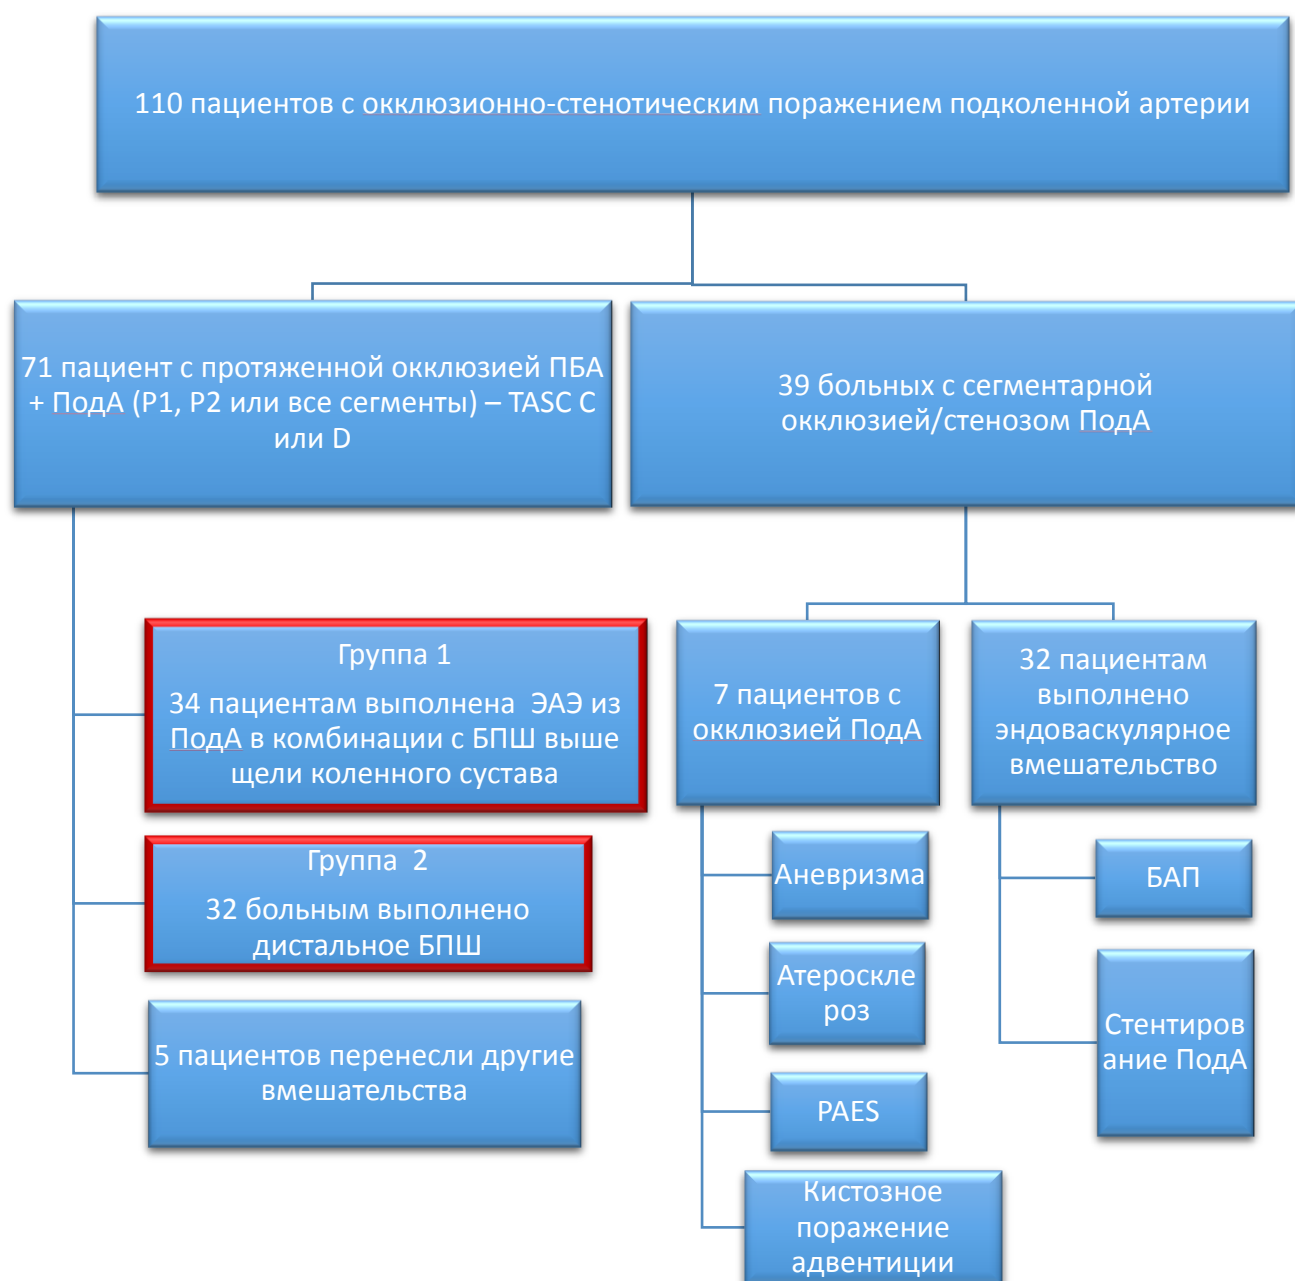 110 пациентов с окклюзионно-стенотическим поражением подколенной артерии
71 пациент с протяженной окклюзией ПБА
+ ПодА (P1, P2 или все сегменты) – TASC C
или D
39 больных с сегментарной
окклюзией/стенозом ПодА
Группа 1
34 пациентам выполнена ЭАЭ из
ПодА в комбинации с БПШ выше
щели коленного сустава
Группа 2
32 больным выполнено
дистальное БПШ
5 пациентов перенесли другие
вмешательства
7 пациентов с
окклюзией ПодА
Аневризма
Атероскле
роз
PAES
Кистозное
поражение
адвентиции
32 пациентам
выполнено
эндоваскулярное
вмешательство
БАП
Стентиров
ание ПодА